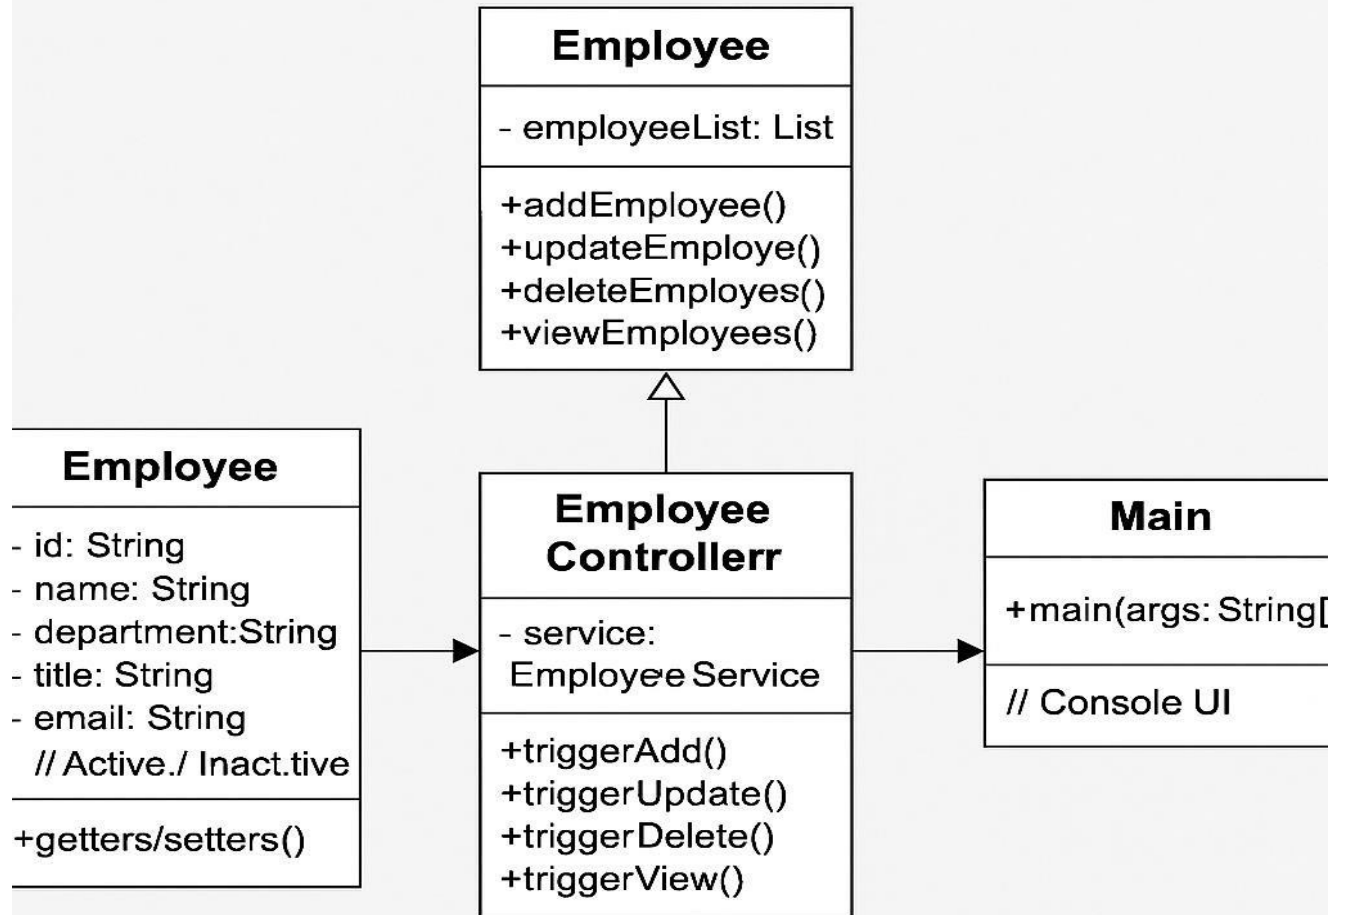 Employee
- employeeList: List
+addEmployee()
+updateEmploye()
+deleteEmployes()
+viewEmployees()
Employee
- id: String
- name: String
- department:String
- title: String
- email: String
// Active./ Inact.tive
+getters/setters()
Employee
Controllerr
- service:
Employee Service
+triggerAdd()
+triggerUpdate()
+triggerDelete()
+triggerView()
Main
+main(args: String[
// Console UI